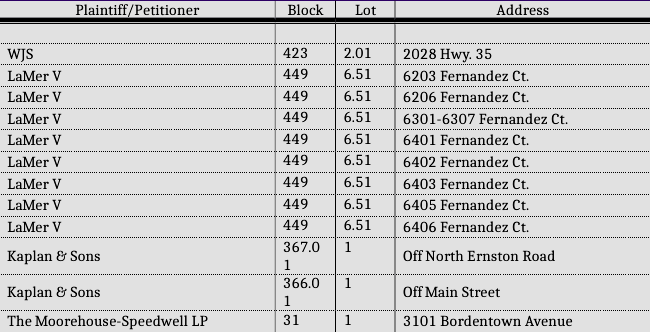 Plaintiff/Petitioner Block Lot Address
WJS 423 2.01 2028 Hwy. 35
LaMer V 449 6.51 6203 Fernandez Ct.
LaMer V 449 6.51 6206 Fernandez Ct.
LaMer V 449 6.51 6301-6307 Fernandez Ct.
LaMer V 449 6.51 6401 Fernandez Ct.
LaMer V 449 6.51 6402 Fernandez Ct.
LaMer V 449 6.51 6403 Fernandez Ct.
LaMer V 449 6.51 6405 Fernandez Ct.
LaMer V 449 6.51 6406 Fernandez Ct.
Kaplan & Sons 367.0 1 Off North Ernston Road
1
Kaplan & Sons 366.0 1 Off Main Street
1
The Moorehouse-Speedwell LP 31 1 3101 Bordentown Avenue